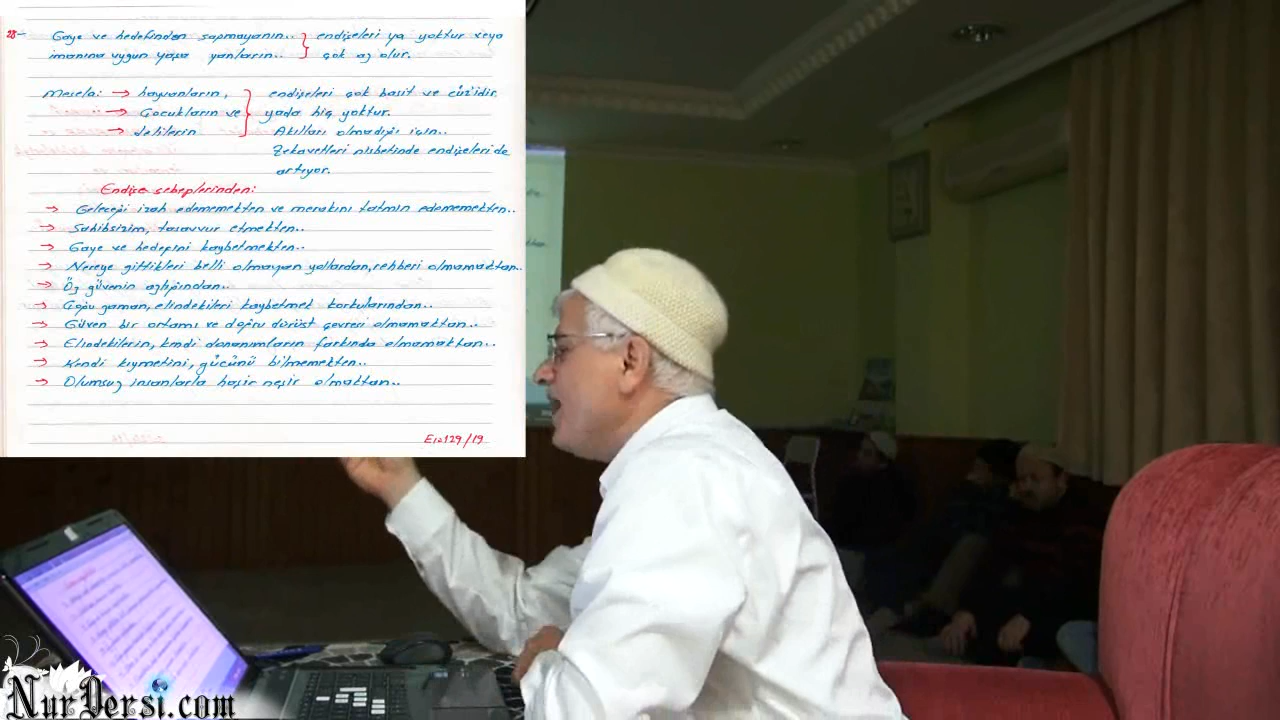 28- Gaye ve hedefinden sapmayanın.. } endişeleri ya yoktur veya
imanına uygun yaşa yanların.. } çok az olur.
Mesela: → hayvanların, } endişeleri çok basit ve cüz'idir.
→ Çocukların ve } yada hiç yoktur.
→ delilerin } Akılları olmadığı için..
Zekavetleri nisbetinde endişeleri de
artıyor.
Endişe sebeplerinden:
→ Geleceği izah edememekten ve merakını tatmin edememekten..
→ Sahibsizim, tasavvur etmekten..
→ Gaye ve hedefini kaybetmekten..
→ Nereye gittikleri belli olmayan yollardan, rehberi olmamaktan..
→ Öz güvenin azlığından..
→ Çoğu zaman, elindekileri kaybetmek korkularından..
→ Güven bir ortamı ve doğru dürüst çevresi olmamaktan..
→ Elindekilerin, kendi donanımların farkında olmamaktan..
→ Kendi kıymetini, gücünü bilmemekten..
→ Olumsuz insanlarla haşir neşir olmaktan..
E12129/19
NurDersi.com